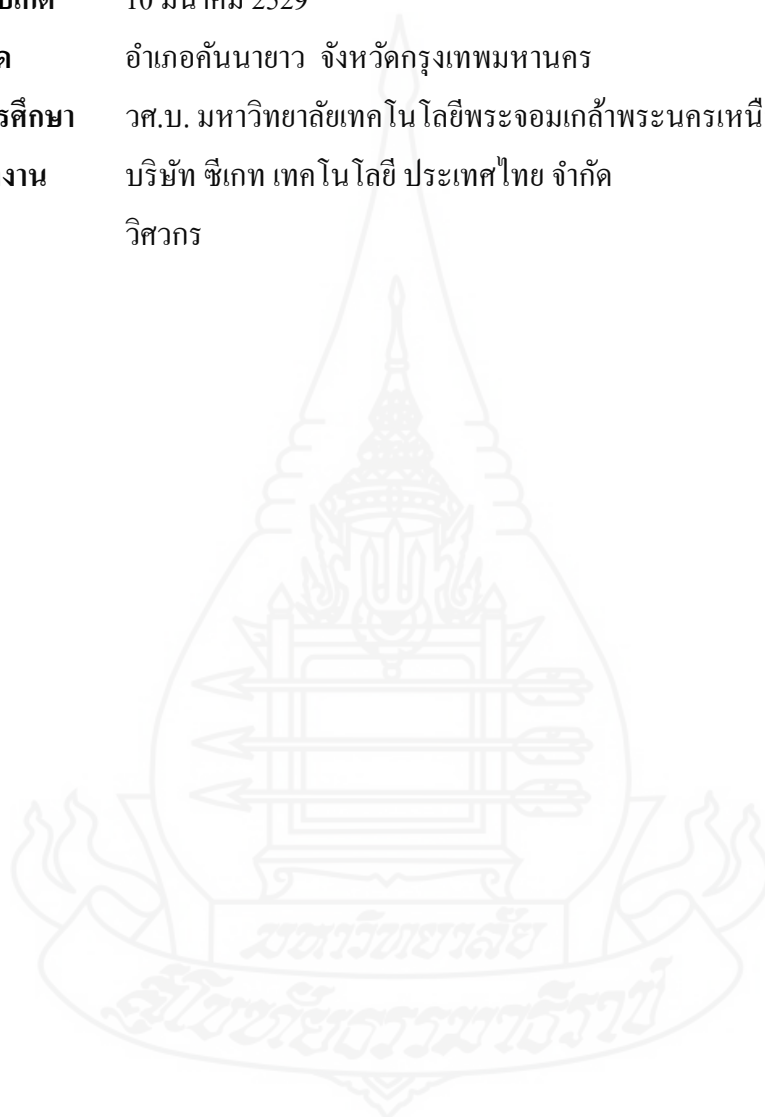 10 มีนาคม 2529
อำเภอคันนายาว จังหวัดกรุงเทพมหานคร
วศ.บ. มหาวิทยาลัยเทคโนโลยีพระจอมเกล้าพระนครเหนื
บริษัท ซีเกท เทคโนโลยี ประเทศไทย จำกัด
วิศวกร
มหาวิทยาลัย
สุโขทัยธรรมาธิราช